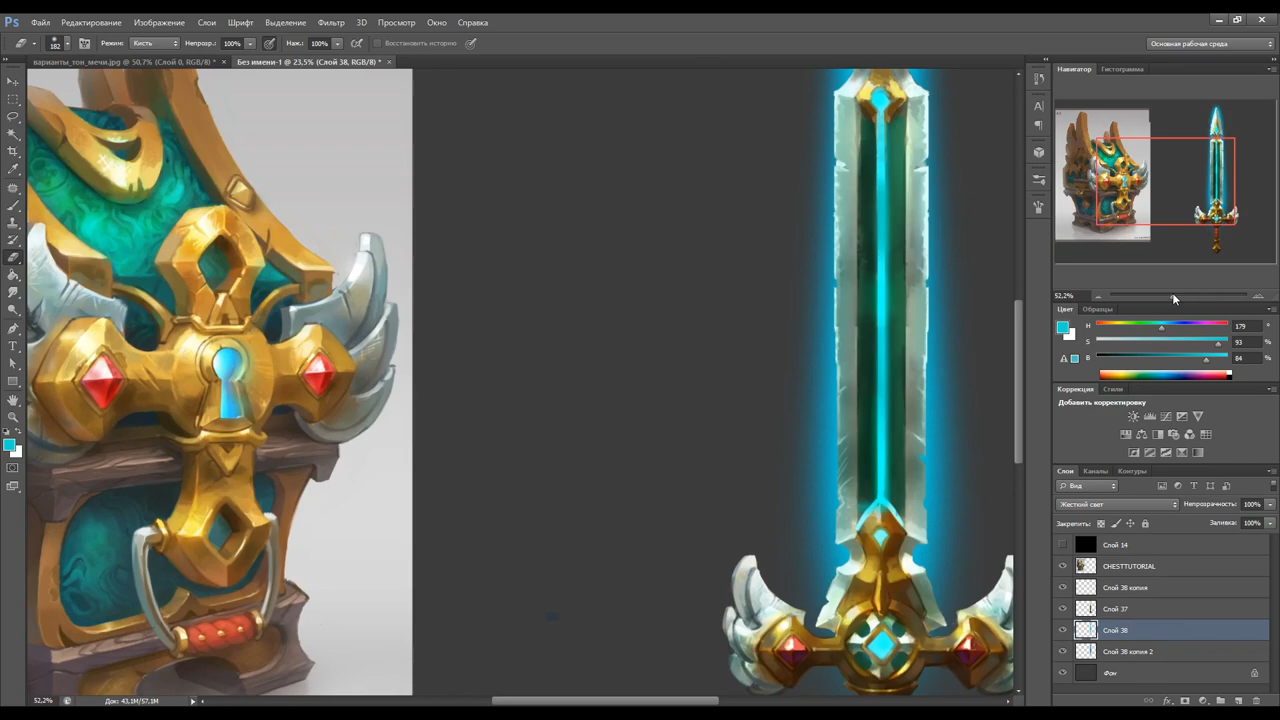 Ps Файл Редактирование Изображение Слои Шрифт Выделение Фильтр 3D Просмотр Окно Справка
182 Режим: Кисть Непрозр.: 100% Наж.: 100% Восстановить историю Основная рабочая среда
варианты_тон_мечи.jpg @ 50,7% (Слой 0, RGB/8) * × Без имени-1 @ 23,5% (Слой 38, RGB/8) * ×
Навигатор Гистограмма
52,2%
Цвет Образцы
H 179 °
S 93 %
B 84 %
Коррекция Стили
Добавить корректировку
Слои Каналы Контуры
Вид
Жесткий свет Непрозрачность: 100%
Закрепить: Заливка: 100%
Слой 14
CHESTTUTORIAL
Слой 38 копия
Слой 37
Слой 38
Слой 38 копия 2
Фон
52,2% Док: 43,1M/57,1M